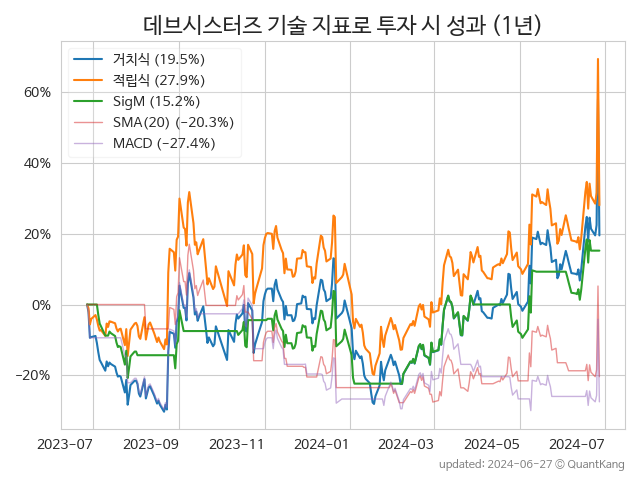 데브시스터즈 기술 지표로 투자 시 성과 (1년)
거치식 (19.5%)
적립식 (27.9%)
SigM (15.2%)
SMA(20) (−20.3%)
MACD (−27.4%)
60%
40%
20%
0%
−20%
2023-07 2023-09 2023-11 2024-01 2024-03 2024-05 2024-07
updated: 2024-06-27 © QuantKang